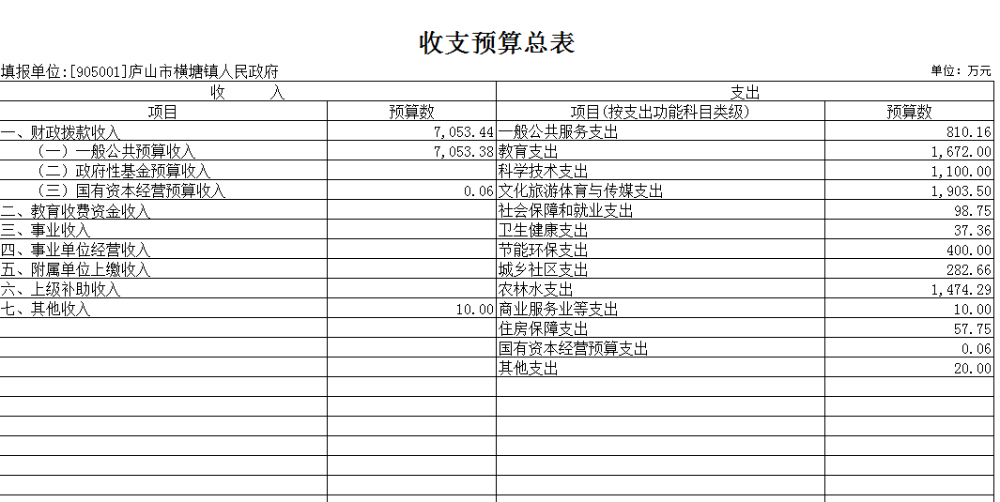 收支预算总表
填报单位:[905001]庐山市横塘镇人民政府 单位：万元
收 入 支出
项目 预算数 项目(按支出功能科目类级) 预算数
一、财政拨款收入 7,053.44 一般公共服务支出 810.16
（一）一般公共预算收入 7,053.38 教育支出 1,672.00
（二）政府性基金预算收入 科学技术支出 1,100.00
（三）国有资本经营预算收入 0.06 文化旅游体育与传媒支出 1,903.50
二、教育收费资金收入 社会保障和就业支出 98.75
三、事业收入 卫生健康支出 37.36
四、事业单位经营收入 节能环保支出 400.00
五、附属单位上缴收入 城乡社区支出 282.66
六、上级补助收入 农林水支出 1,474.29
七、其他收入 10.00 商业服务业等支出 10.00
住房保障支出 57.75
国有资本经营预算支出 0.06
其他支出 20.00